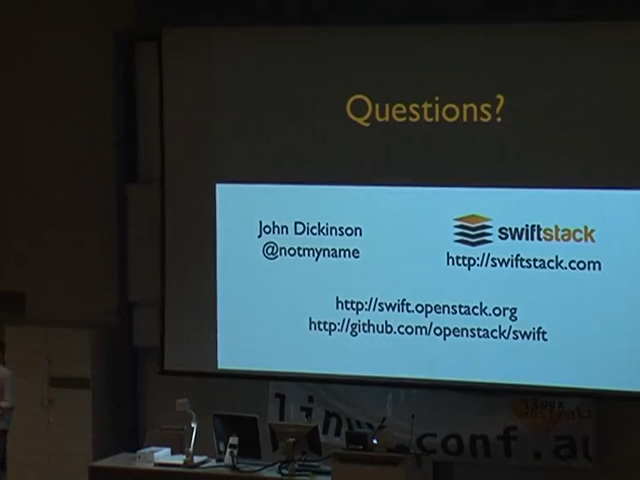 Questions?
John Dickinson
@notmyname
swiftstack
http://swiftstack.com
http://swift.openstack.org
http://github.com/openstack/swift
linux.conf.au